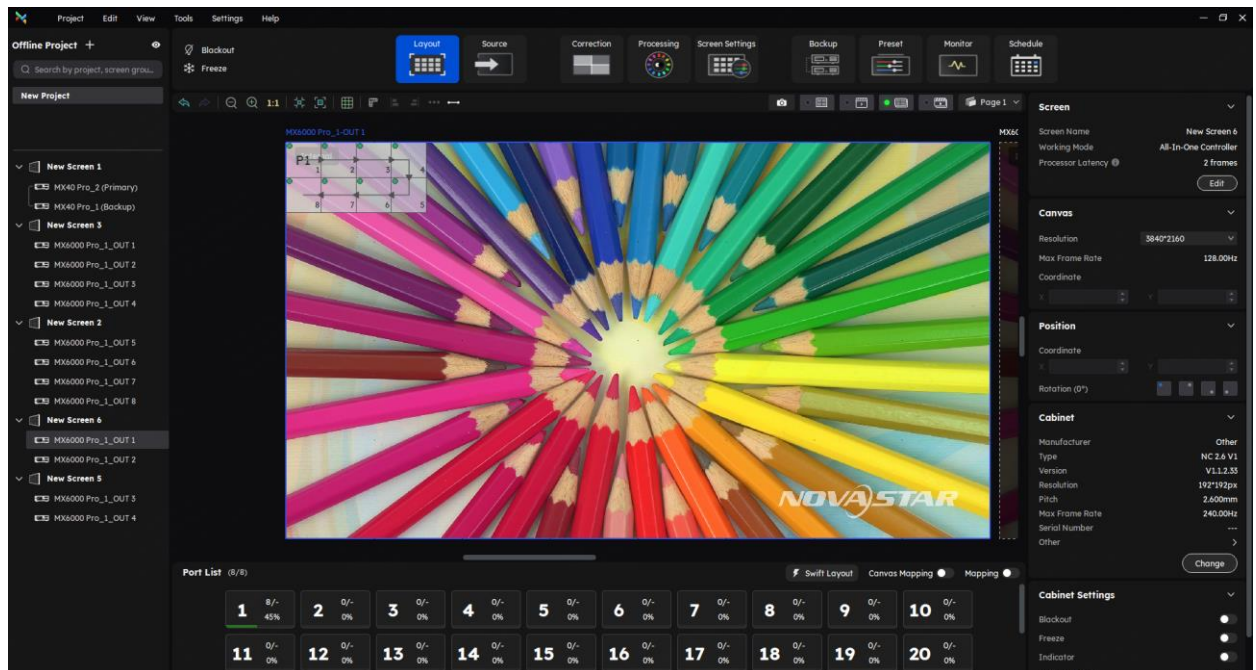 Project Edit View Tools Settings Help
Offline Project
Search by project, screen grou...
New Project
New Screen 1
MX40 Pro_2 (Primary)
MX40 Pro_1 (Backup)
New Screen 3
MX6000 Pro_1_OUT 1
MX6000 Pro_1_OUT 2
MX6000 Pro_1_OUT 3
MX6000 Pro_1_OUT 4
New Screen 2
MX6000 Pro_1_OUT 5
MX6000 Pro_1_OUT 6
MX6000 Pro_1_OUT 7
MX6000 Pro_1_OUT 8
New Screen 6
MX6000 Pro_1_OUT 1
MX6000 Pro_1_OUT 2
New Screen 5
MX6000 Pro_1_OUT 3
MX6000 Pro_1_OUT 4
Blackout
Freeze
Layout Source Correction Processing Screen Settings Backup Preset Monitor Schedule
1:1
Page 1
MX6000 Pro_1-OUT 1
P1
1 2 3 4
8 7 6 5
NOVASTAR
Port List (8/8)
Swift Layout Canvas Mapping Mapping
1 8/- 45%
2 0/- 0%
3 0/- 0%
4 0/- 0%
5 0/- 0%
6 0/- 0%
7 0/- 0%
8 0/- 0%
9 0/- 0%
10 0/- 0%
11 0/- 0%
12 0/- 0%
13 0/- 0%
14 0/- 0%
15 0/- 0%
16 0/- 0%
17 0/- 0%
18 0/- 0%
19 0/- 0%
20 0/- 0%
Screen
Screen Name New Screen 6
Working Mode All-In-One Controller
Processor Latency 2 frames
Edit
Canvas
Resolution 3840*2160
Max Frame Rate 128.00Hz
Coordinate
X Y
Position
Coordinate
X Y
Rotation (0°)
Cabinet
Manufacturer Other
Type NC 2.6 V1
Version V1.1.2.33
Resolution 192*192px
Pitch 2.600mm
Max Frame Rate 240.00Hz
Serial Number ---
Other
Change
Cabinet Settings
Blackout
Freeze
Indicator